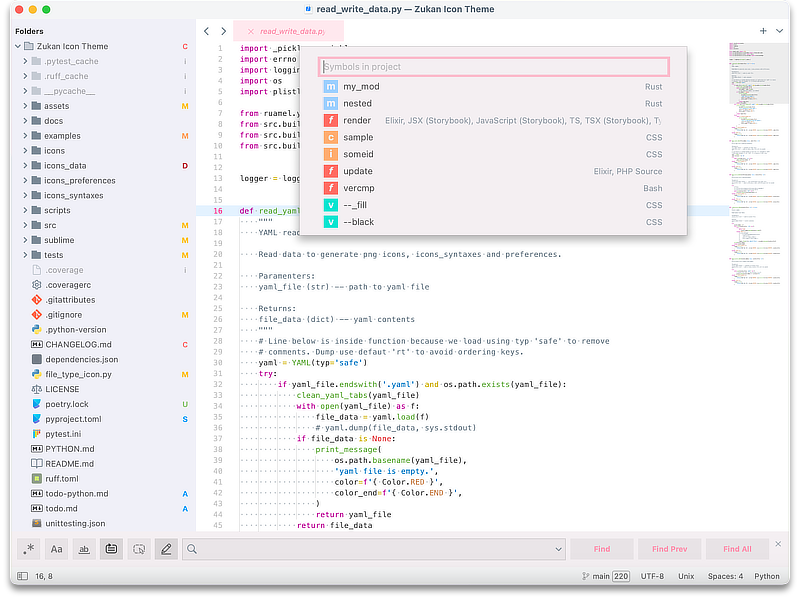 read_write_data.py — Zukan Icon Theme
Folders
Zukan Icon Theme C
.pytest_cache i
.ruff_cache i
__pycache__ i
assets M
docs
examples M
icons
icons_data D
icons_preferences
icons_syntaxes
scripts
src M
sublime M
tests M
.coverage i
.coveragerc
.gitattributes
.gitignore M
.python-version
CHANGELOG.md C
dependencies.json
file_type_icon.py M
LICENSE
poetry.lock U
pyproject.toml S
pytest.ini
PYTHON.md
README.md
ruff.toml
todo-python.md A
todo.md A
unittesting.json
read_write_data.py
Symbols in project
m my_mod Rust
m nested Rust
f render Elixir, JSX (Storybook), JavaScript (Storybook), TS, TSX (Storybook), Ty
c sample CSS
i someid CSS
f update Elixir, PHP Source
f vercmp Bash
v --_fill CSS
v --black CSS
1 import _pickl
2 import errno
3 import loggin
4 import os
5 import plistl
6
7 from ruamel.y
8 from src.buil
9 from src.buil
10 from src.buil
11
12
13 logger = logg
14
15
16 def read_yaml
17 """
18 YAML read
19
20 Read data to generate png icons, icons_syntaxes and preferences.
21
22 Paramenters:
23 yaml_file (str) -- path to yaml file
24
25 Returns:
26 file_data (dict) -- yaml contents
27 """
28 # Line below is inside function because we load using typ 'safe' to remove
29 # comments. Dump use defaut 'rt' to avoid ordering keys.
30 yaml = YAML(typ='safe')
31 try:
32 if yaml_file.endswith('.yaml') and os.path.exists(yaml_file):
33 clean_yaml_tabs(yaml_file)
34 with open(yaml_file) as f:
35 file_data = yaml.load(f)
36 # yaml.dump(file_data, sys.stdout)
37 if file_data is None:
38 print_message(
39 os.path.basename(yaml_file),
40 'yaml file is empty.',
41 color=f'{ Color.RED }',
42 color_end=f'{ Color.END }',
43 )
44 return yaml_file
45 return file_data
.* Aa ab Find Find Prev Find All
16, 8 main 220 UTF-8 Unix Spaces: 4 Python